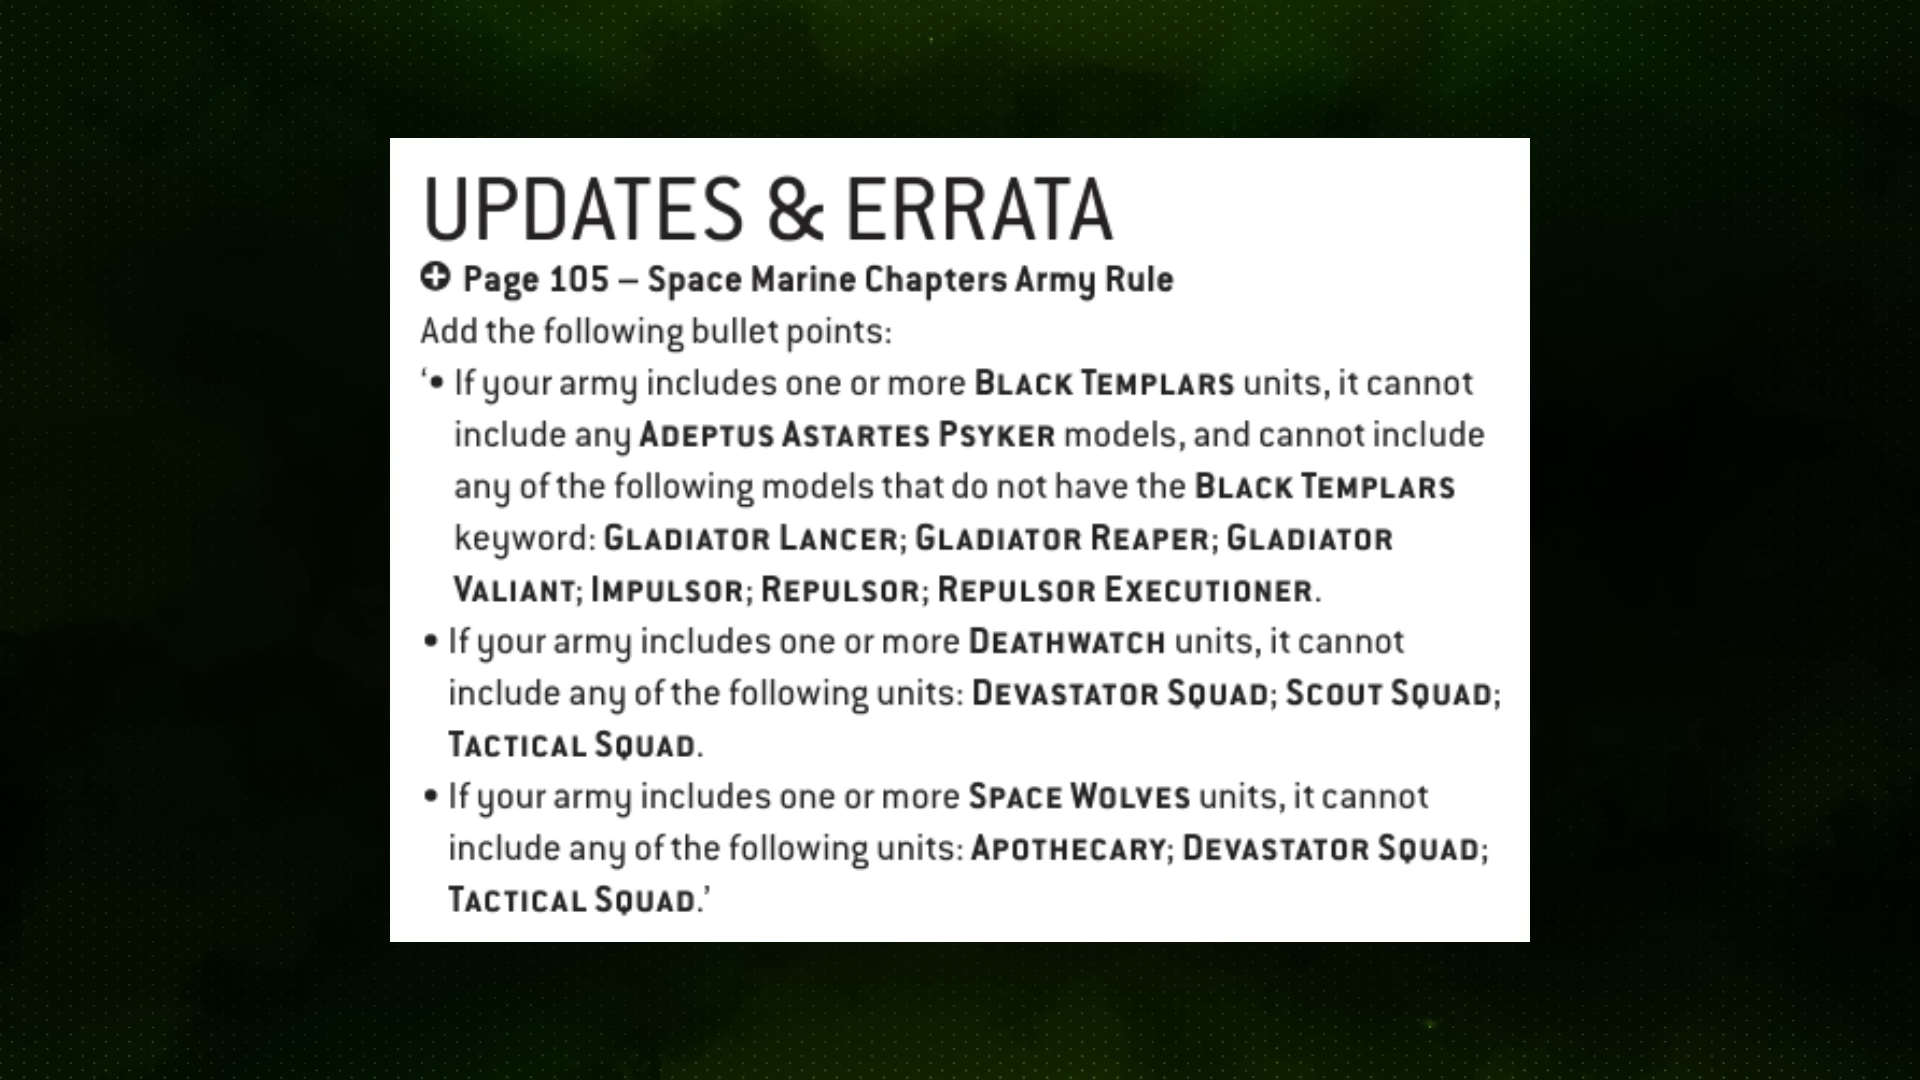 UPDATES & ERRATA
Page 105 – Space Marine Chapters Army Rule
Add the following bullet points:
‘• If your army includes one or more BLACK TEMPLARS units, it cannot
include any ADEPTUS ASTARTES PSYKER models, and cannot include
any of the following models that do not have the BLACK TEMPLARS
keyword: GLADIATOR LANCER; GLADIATOR REAPER; GLADIATOR
VALIANT; IMPULSOR; REPULSOR; REPULSOR EXECUTIONER.
• If your army includes one or more DEATHWATCH units, it cannot
include any of the following units: DEVASTATOR SQUAD; SCOUT SQUAD;
TACTICAL SQUAD.
• If your army includes one or more SPACE WOLVES units, it cannot
include any of the following units: APOTHECARY; DEVASTATOR SQUAD;
TACTICAL SQUAD.’